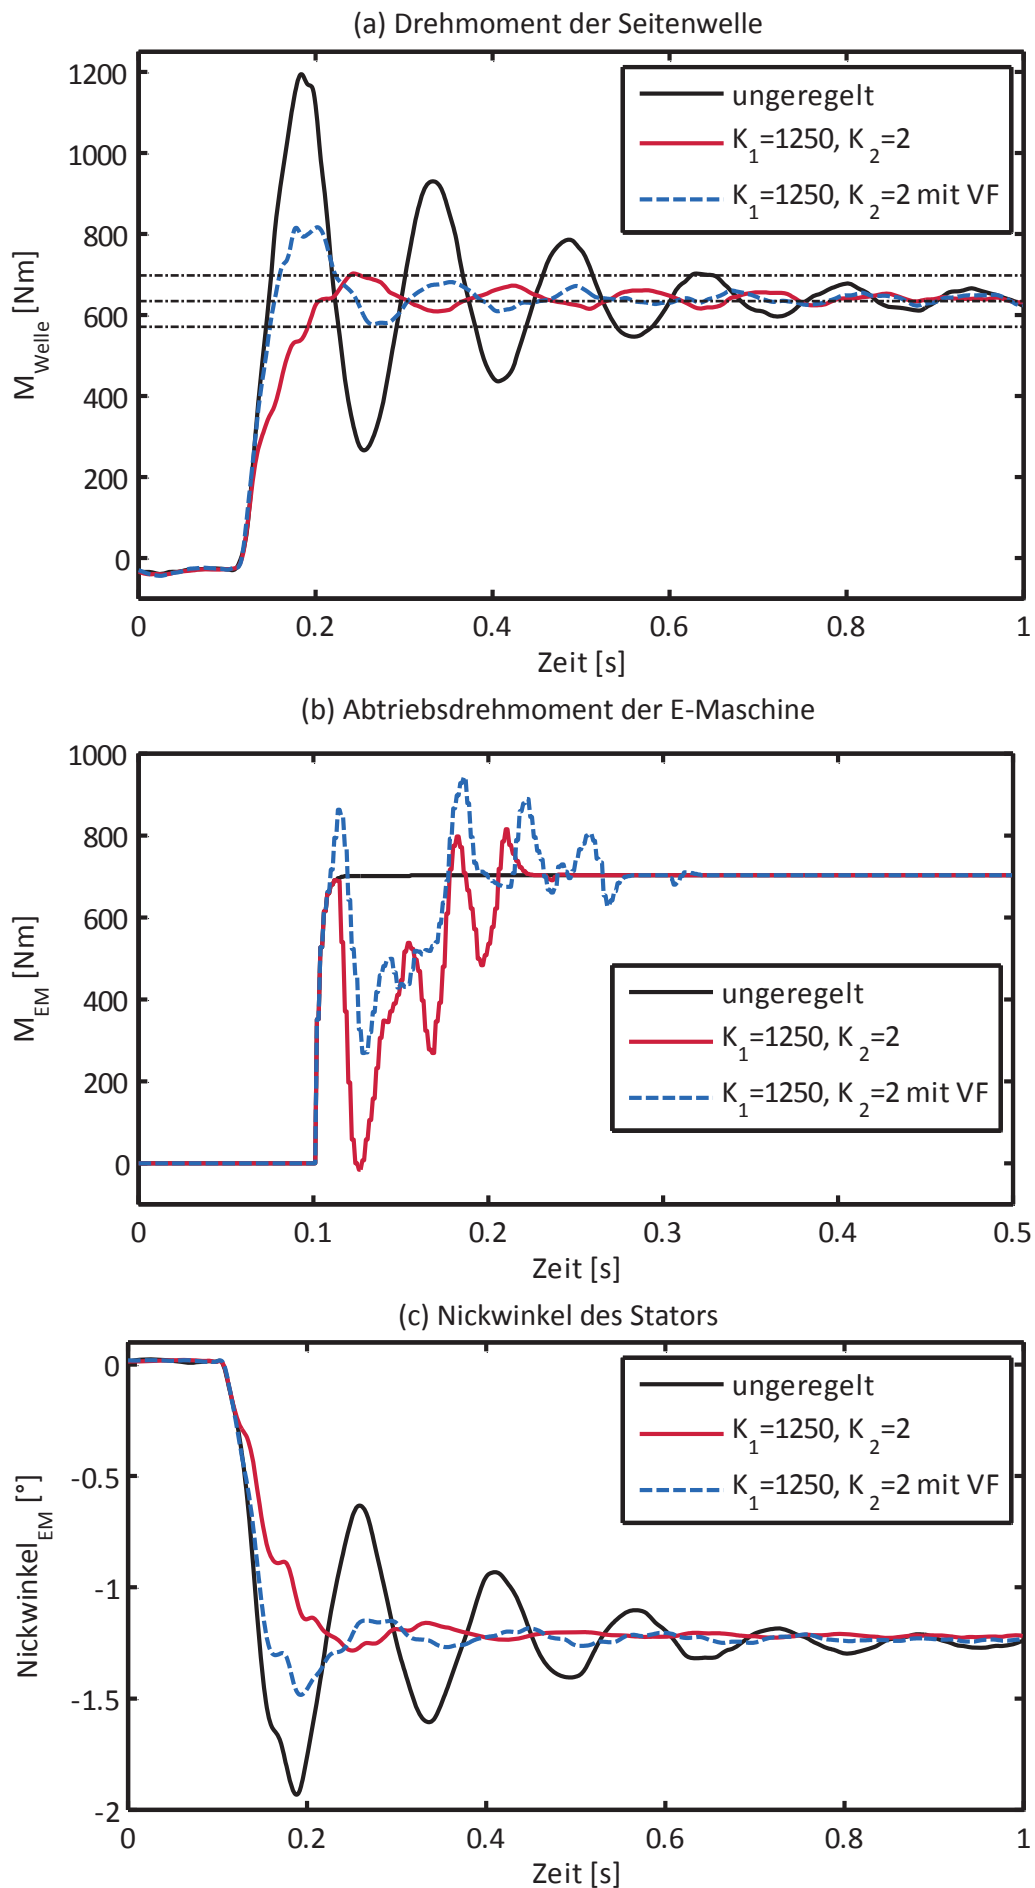 (a) Drehmoment der Seitenwelle
M_Welle [Nm]
1200
1000
800
600
400
200
0
ungeregelt
K_1=1250, K_2=2
K_1=1250, K_2=2 mit VF
0 0.2 0.4 0.6 0.8 1
Zeit [s]
(b) Abtriebsdrehmoment der E-Maschine
M_EM [Nm]
1000
800
600
400
200
0
ungeregelt
K_1=1250, K_2=2
K_1=1250, K_2=2 mit VF
0 0.1 0.2 0.3 0.4 0.5
Zeit [s]
(c) Nickwinkel des Stators
Nickwinkel_EM [°]
0
-0.5
-1
-1.5
-2
ungeregelt
K_1=1250, K_2=2
K_1=1250, K_2=2 mit VF
0 0.2 0.4 0.6 0.8 1
Zeit [s]